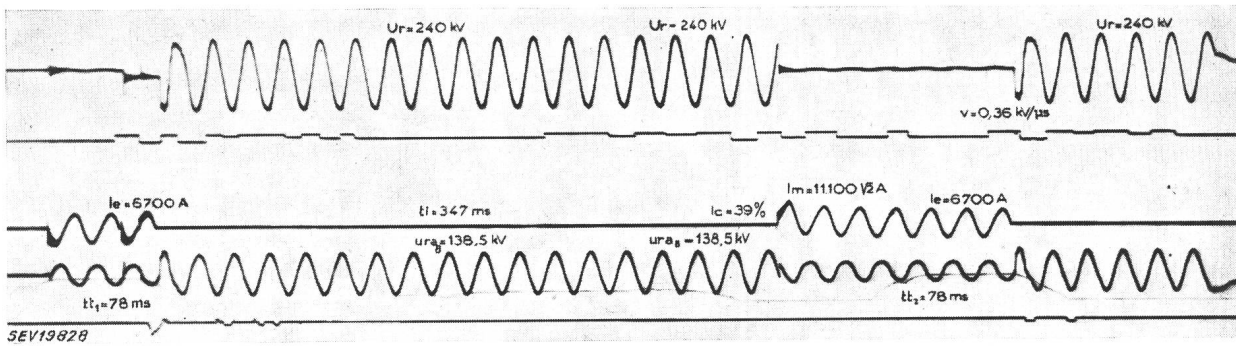 Ur=240 kV Ur-240 kV Ur=240 kV
v=0,36 kV/µs
Im=11.100 √2A
Ie=6700 A ti=347 ms Ic=39% Ie=6700A
ura8=138,5 kV ura8=138,5 kV
tt1=78 ms tt2=78 ms
SEV19828